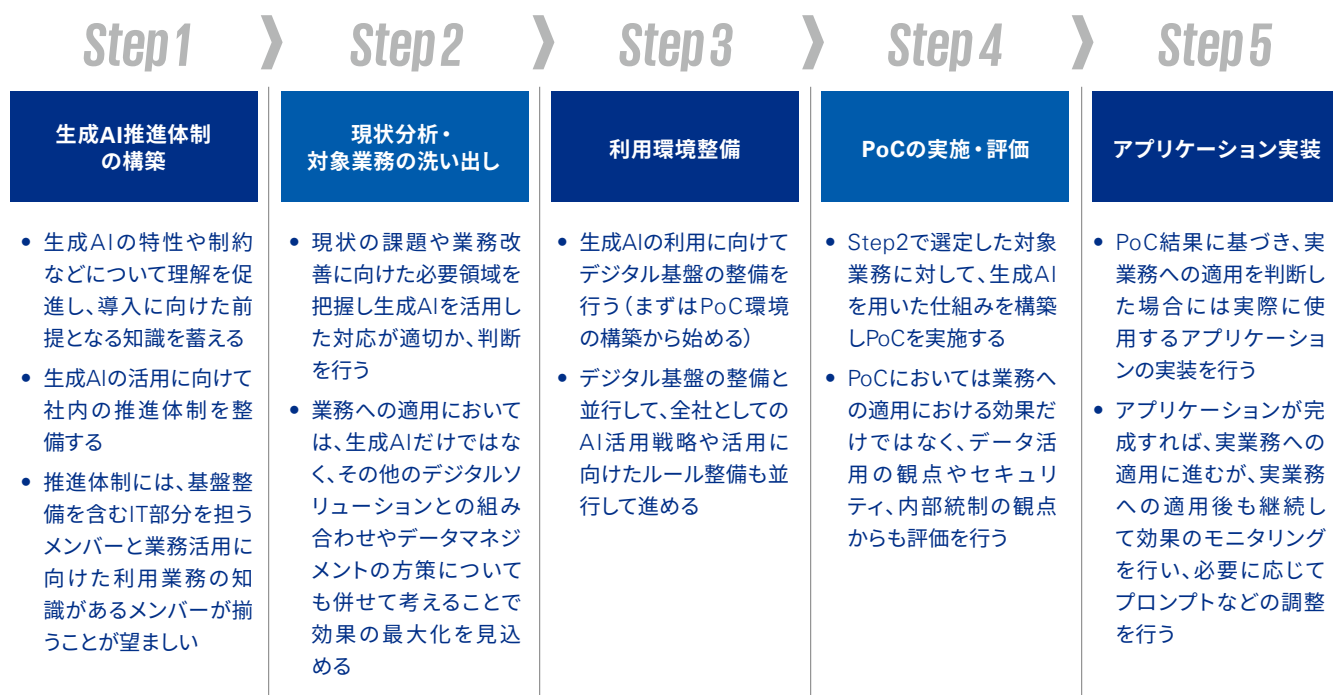 Step1
Step2
Step3
Step4
Step5
生成AI推進体制
の構築
現状分析・
対象業務の洗い出し
利用環境整備
PoCの実施・評価
アプリケーション実装
• 生成AIの特性や制約
などについて理解を促
進し、導入に向けた前
提となる知識を蓄える
• 生成AIの活用に向けて
社内の推進体制を整
備する
• 推進体制には、基盤整
備を含むIT部分を担う
メンバーと業務活用に
向けた利用業務の知
識があるメンバーが揃
うことが望ましい
• 現状の課題や業務改
善に向けた必要領域を
把握し生成AIを活用し
た対応が適切か、判断
を行う
• 業務への適用において
は、生成AIだけではな
く、その他のデジタルソ
リューションとの組み
合わせやデータマネジ
メントの方策について
も併せて考えることで
効果の最大化を見込
める
• 生成AIの利用に向けて
デジタル基盤の整備を
行う（まずはPoC環境
の構築から始める）
• デジタル基盤の整備と
並行して、全社としての
AI活用戦略や活用に
向けたルール整備も並
行して進める
• Step2で選定した対象
業務に対して、生成AI
を用いた仕組みを構築
しPoCを実施する
• PoCにおいては業務へ
の適用における効果だ
けではなく、データ活
用の観点やセキュリ
ティ、内部統制の観点
からも評価を行う
• PoC結果に基づき、実
業務への適用を判断し
た場合には実際に使
用するアプリケーショ
ンの実装を行う
• アプリケーションが完
成すれば、実業務への
適用に進むが、実業務
への適用後も継続し
て効果のモニタリング
を行い、必要に応じて
プロンプトなどの調整
を行う